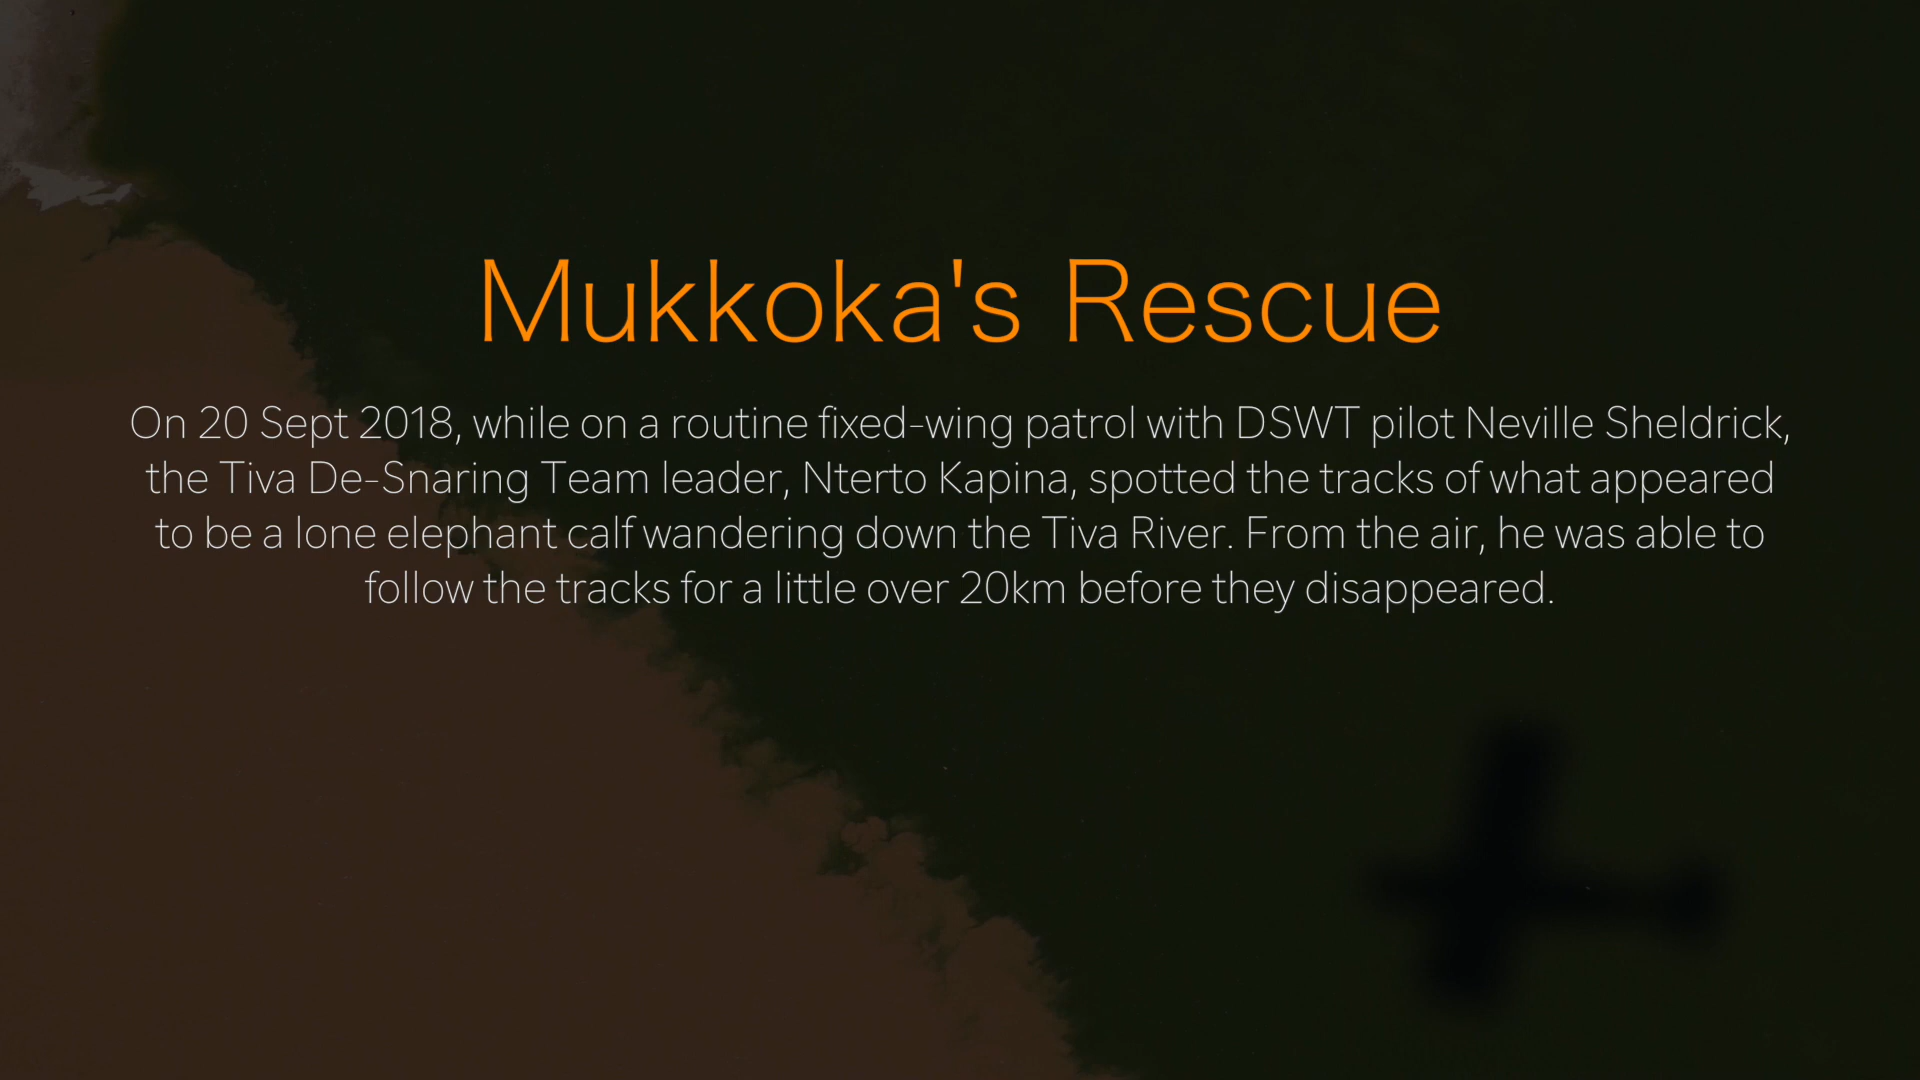 Mukkoka's Rescue
On 20 Sept 2018, while on a routine fixed-wing patrol with DSWT pilot Neville Sheldrick,
the Tiva De-Snaring Team leader, Nterto Kapina, spotted the tracks of what appeared
to be a lone elephant calf wandering down the Tiva River. From the air, he was able to
follow the tracks for a little over 20km before they disappeared.